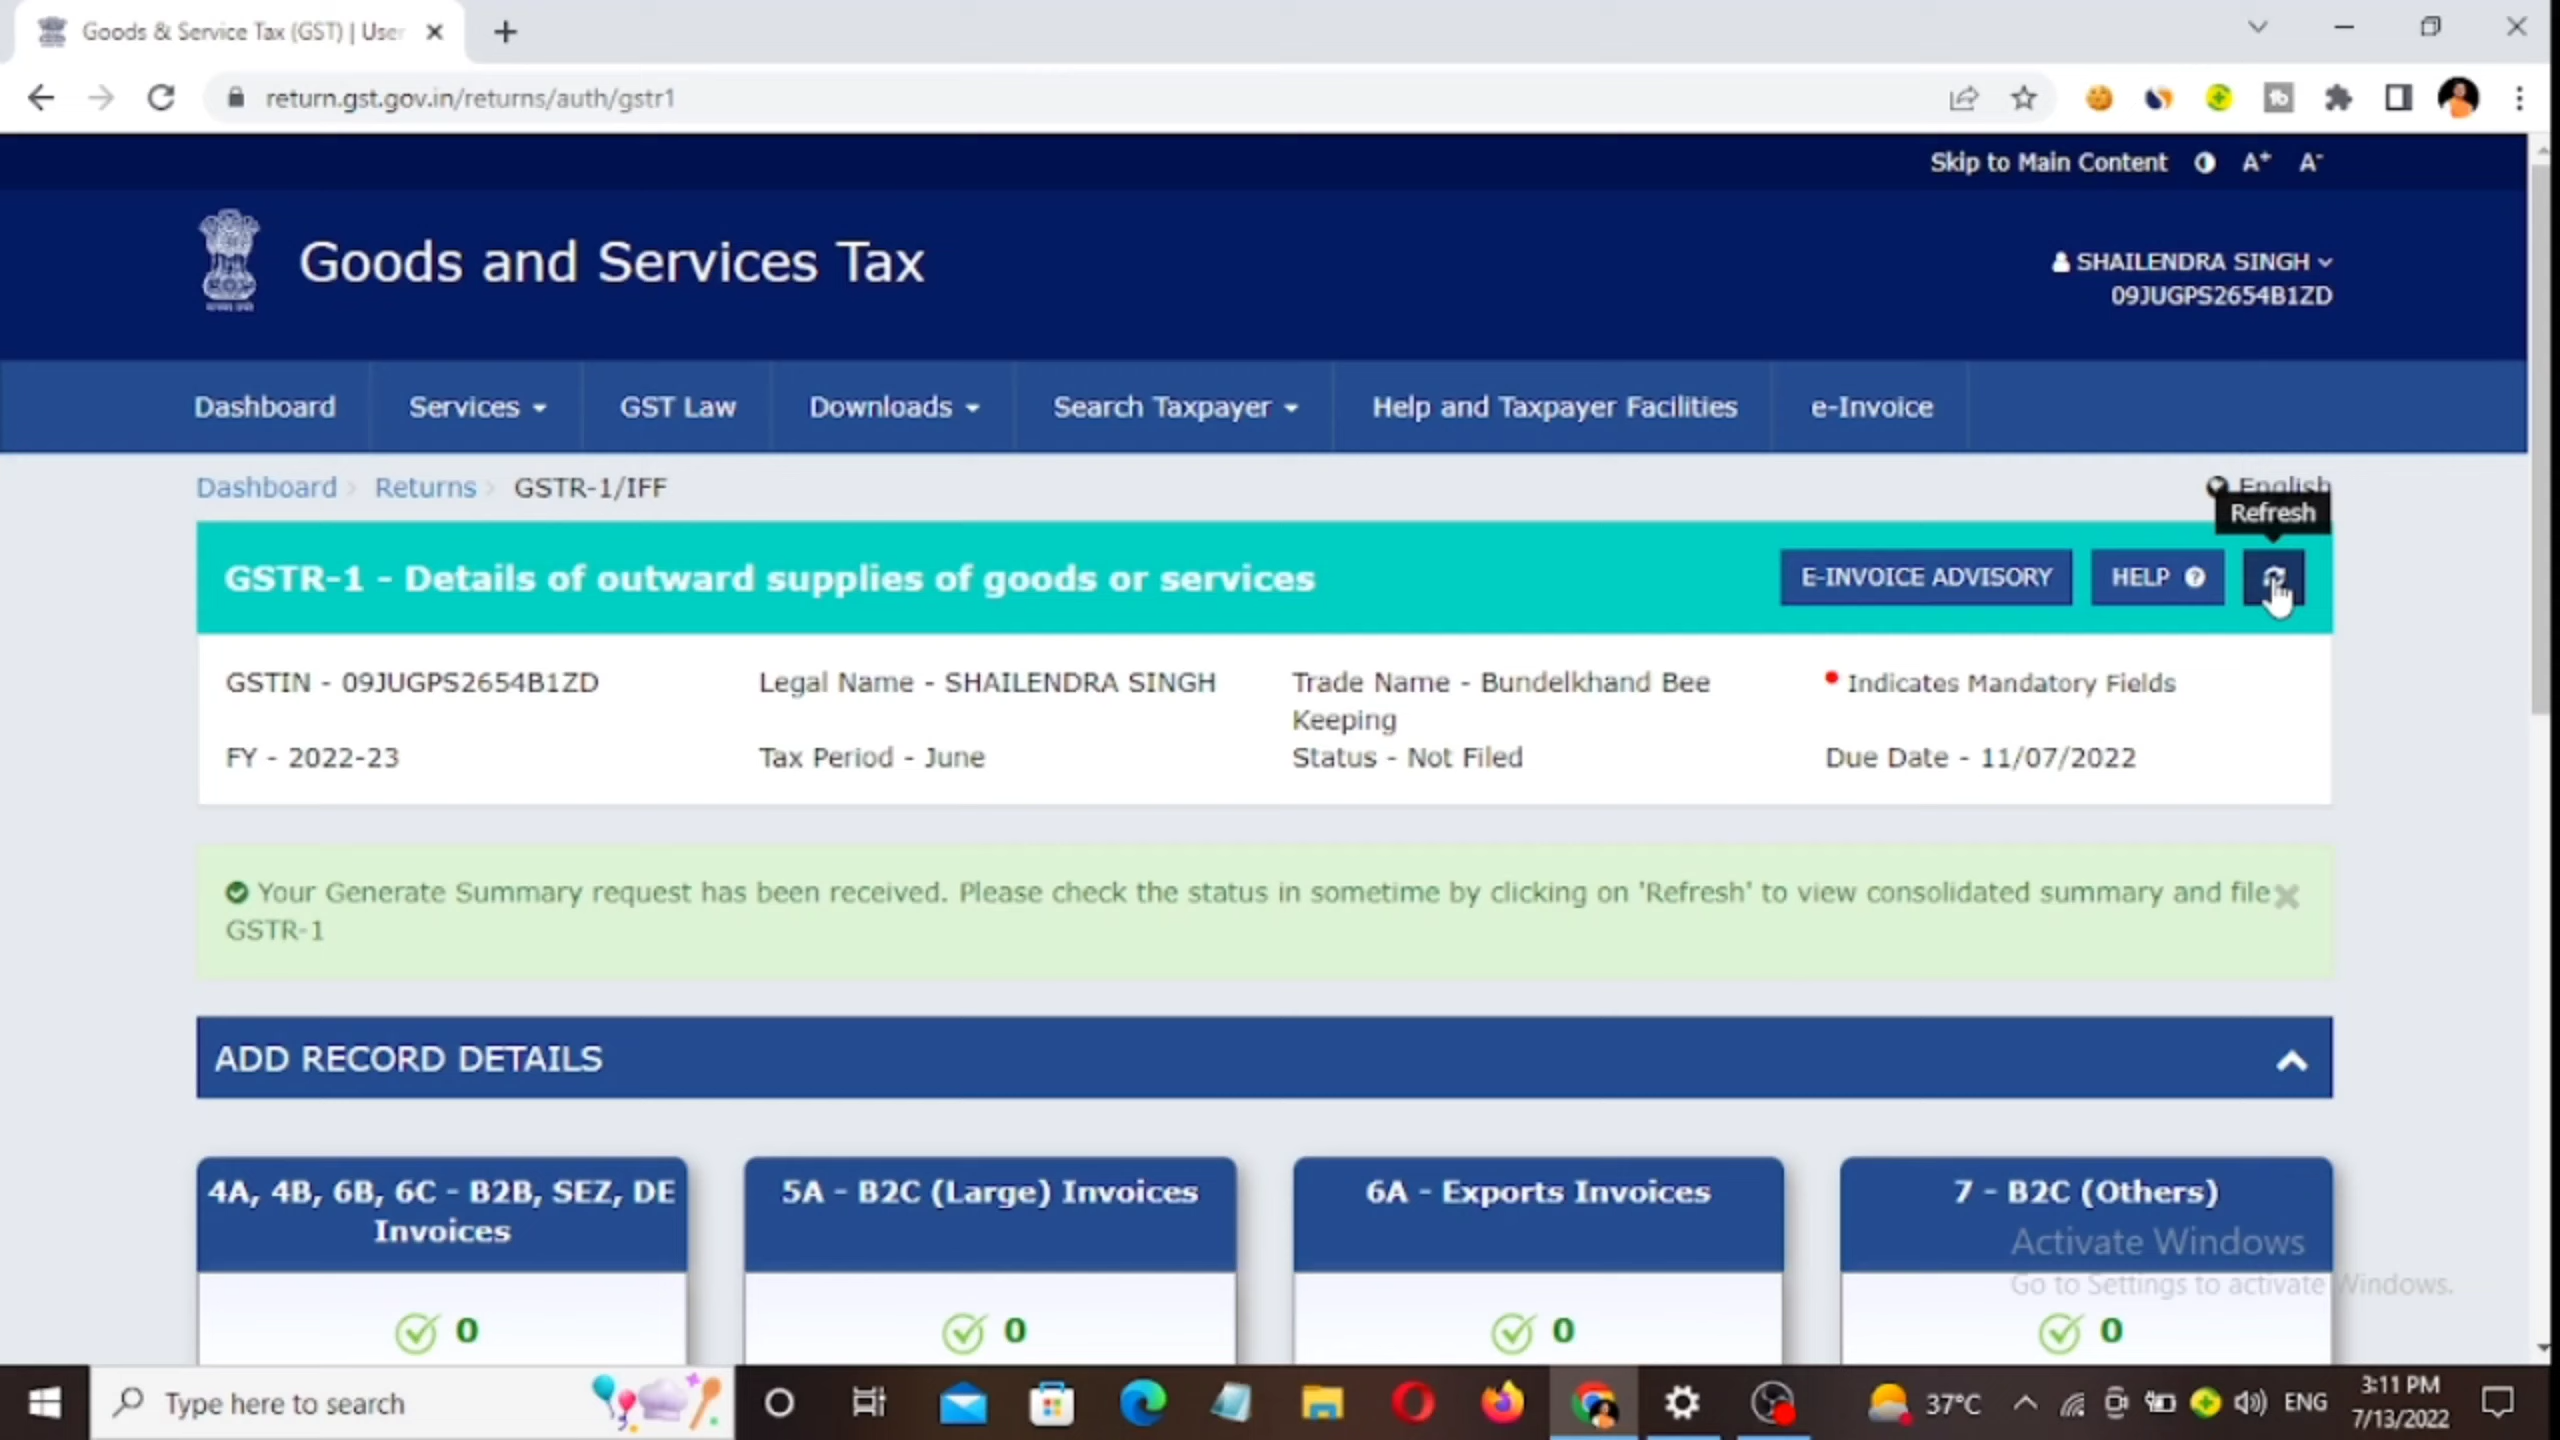 Goods & Service Tax (GST) | User
return.gst.gov.in/returns/auth/gstr1
Skip to Main Content A+ A-
Goods and Services Tax
SHAILENDRA SINGH
09JUGPS2654B1ZD
Dashboard Services GST Law Downloads Search Taxpayer Help and Taxpayer Facilities e-Invoice
Dashboard Returns GSTR-1/IFF English
Refresh
GSTR-1 - Details of outward supplies of goods or services E-INVOICE ADVISORY HELP
GSTIN - 09JUGPS2654B1ZD Legal Name - SHAILENDRA SINGH Trade Name - Bundelkhand Bee Indicates Mandatory Fields
Keeping
FY - 2022-23 Tax Period - June Status - Not Filed Due Date - 11/07/2022
Your Generate Summary request has been received. Please check the status in sometime by clicking on 'Refresh' to view consolidated summary and file
GSTR-1
ADD RECORD DETAILS
4A, 4B, 6B, 6C - B2B, SEZ, DE 5A - B2C (Large) Invoices 6A - Exports Invoices 7 - B2C (Others)
Invoices
Activate Windows
Go to Settings to activate Windows.
0 0 0 0
Type here to search 37°C ENG 3:11 PM
7/13/2022